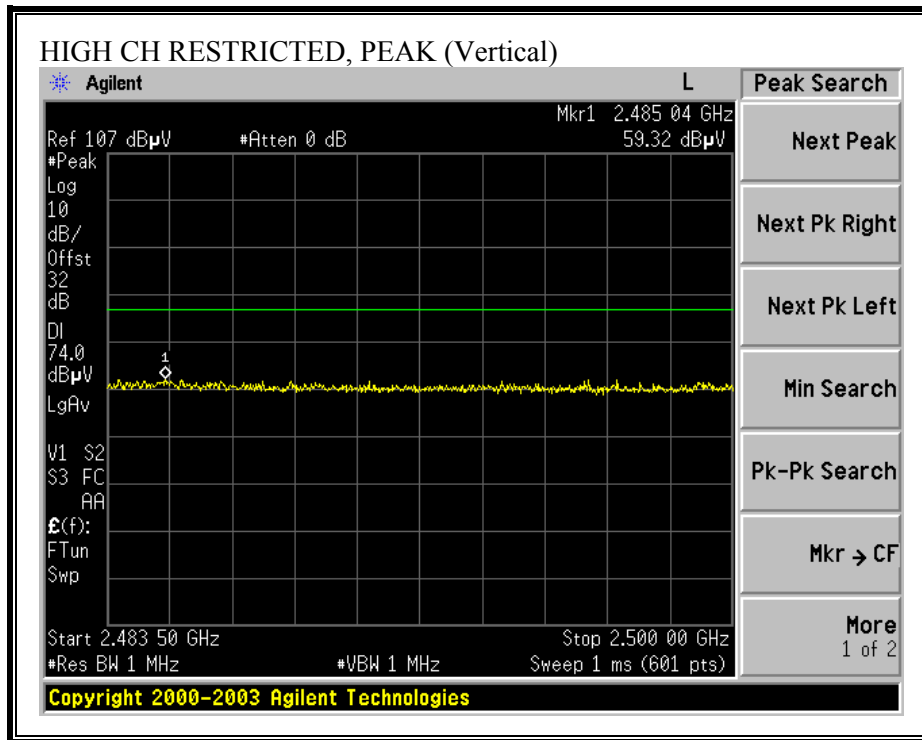 HIGH CH RESTRICTED, PEAK (Vertical)
Agilent L Peak Search
Mkr1 2.485 04 GHz
Ref 107 dBµV #Atten 0 dB 59.32 dBµV
#Peak
Log
10
dB/
Offst
32
dB
DI
74.0
dBµV
LgAv
V1 S2
S3 FC
AA
£(f):
FTun
Swp
1
Start 2.483 50 GHz Stop 2.500 00 GHz
#Res BW 1 MHz #VBW 1 MHz Sweep 1 ms (601 pts)
Next Peak
Next Pk Right
Next Pk Left
Min Search
Pk-Pk Search
Mkr → CF
More
1 of 2
Copyright 2000-2003 Agilent Technologies